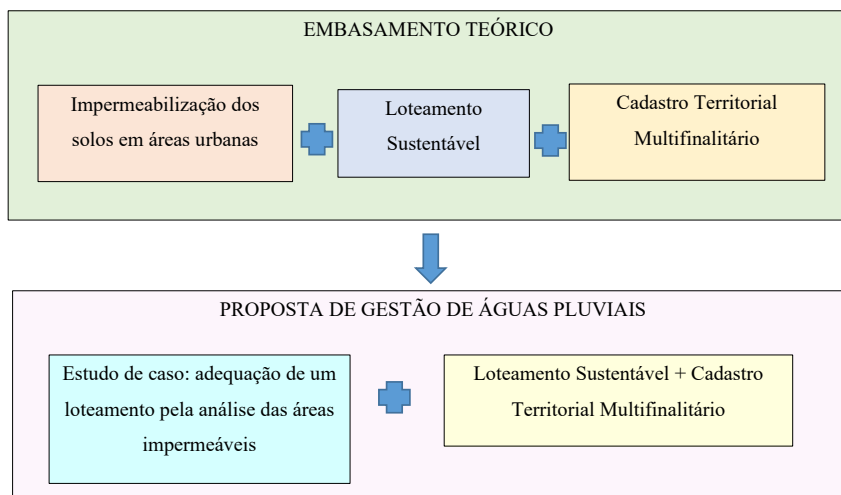 EMBASAMENTO TEÓRICO
Impermeabilização dos
solos em áreas urbanas
Loteamento
Sustentável
Cadastro Territorial
Multifinalitário
PROPOSTA DE GESTÃO DE ÁGUAS PLUVIAIS
Estudo de caso: adequação de um
loteamento pela análise das áreas
impermeáveis
Loteamento Sustentável + Cadastro
Territorial Multifinalitário